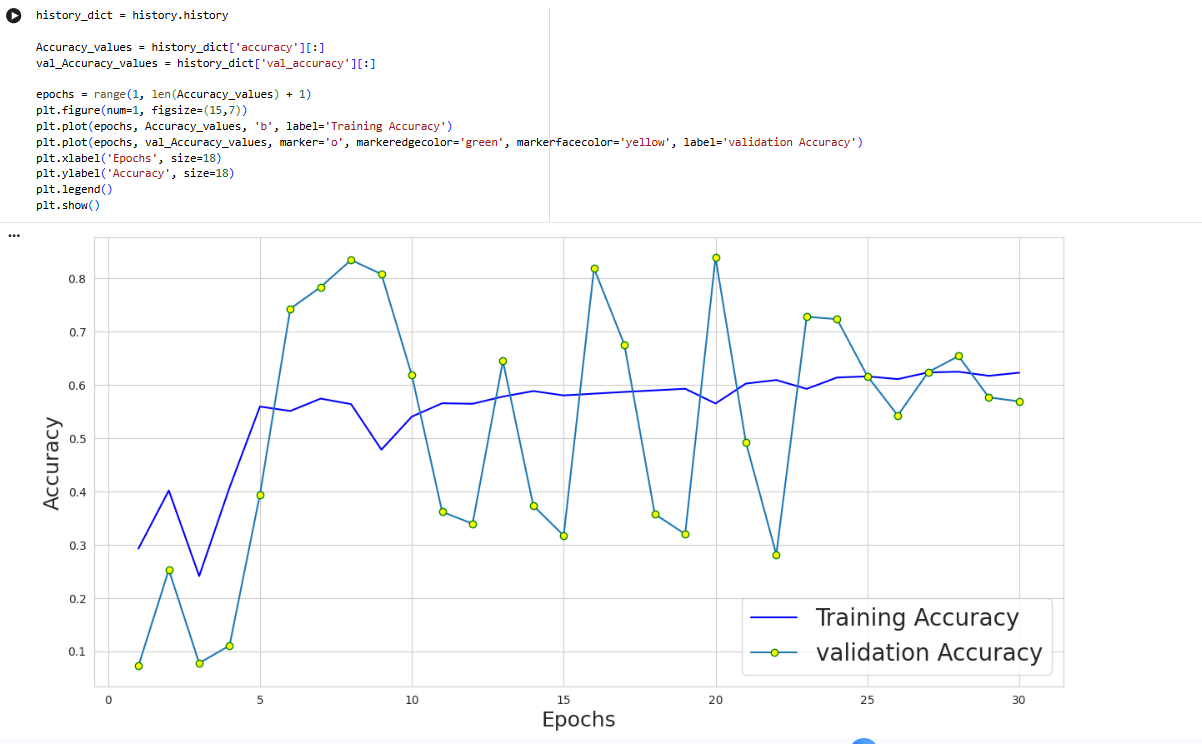 history_dict = history.history
Accuracy_values = history_dict['accuracy'][:]
val_Accuracy_values = history_dict['val_accuracy'][:]
epochs = range(1, len(Accuracy_values) + 1)
plt.figure(num=1, figsize=(15,7))
plt.plot(epochs, Accuracy_values, 'b', label='Training Accuracy')
plt.plot(epochs, val_Accuracy_values, marker='o', markeredgecolor='green', markerfacecolor='yellow', label='validation Accuracy')
plt.xlabel('Epochs', size=18)
plt.ylabel('Accuracy', size=18)
plt.legend()
plt.show()
...
0.8
0.7
0.6
0.5
0.4
0.3
0.2
0.1
Accuracy
Training Accuracy
validation Accuracy
0 5 10 15 20 25 30
Epochs